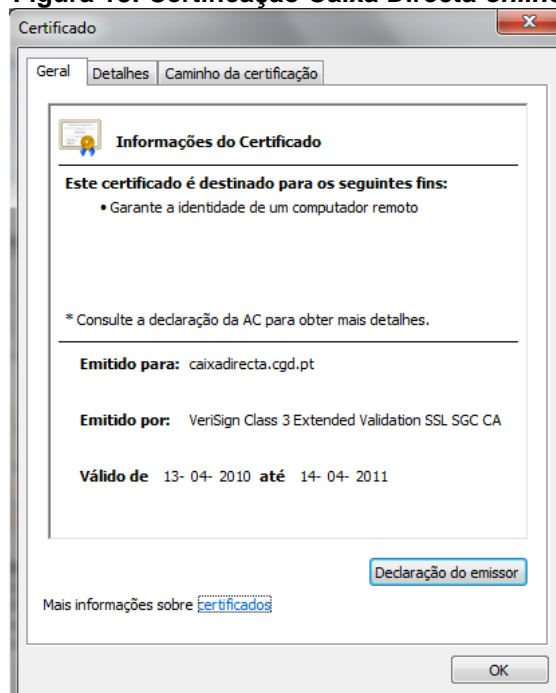 Figura 13. Certificação Caixa Directa online
Certificado
Geral Detalhes Caminho da certificação
Informações do Certificado
Este certificado é destinado para os seguintes fins:
• Garante a identidade de um computador remoto
* Consulte a declaração da AC para obter mais detalhes.
Emitido para: caixadirecta.cgd.pt
Emitido por: VeriSign Class 3 Extended Validation SSL SGC CA
Válido de 13- 04- 2010 até 14- 04- 2011
Declaração do emissor
Mais informações sobre certificados
OK